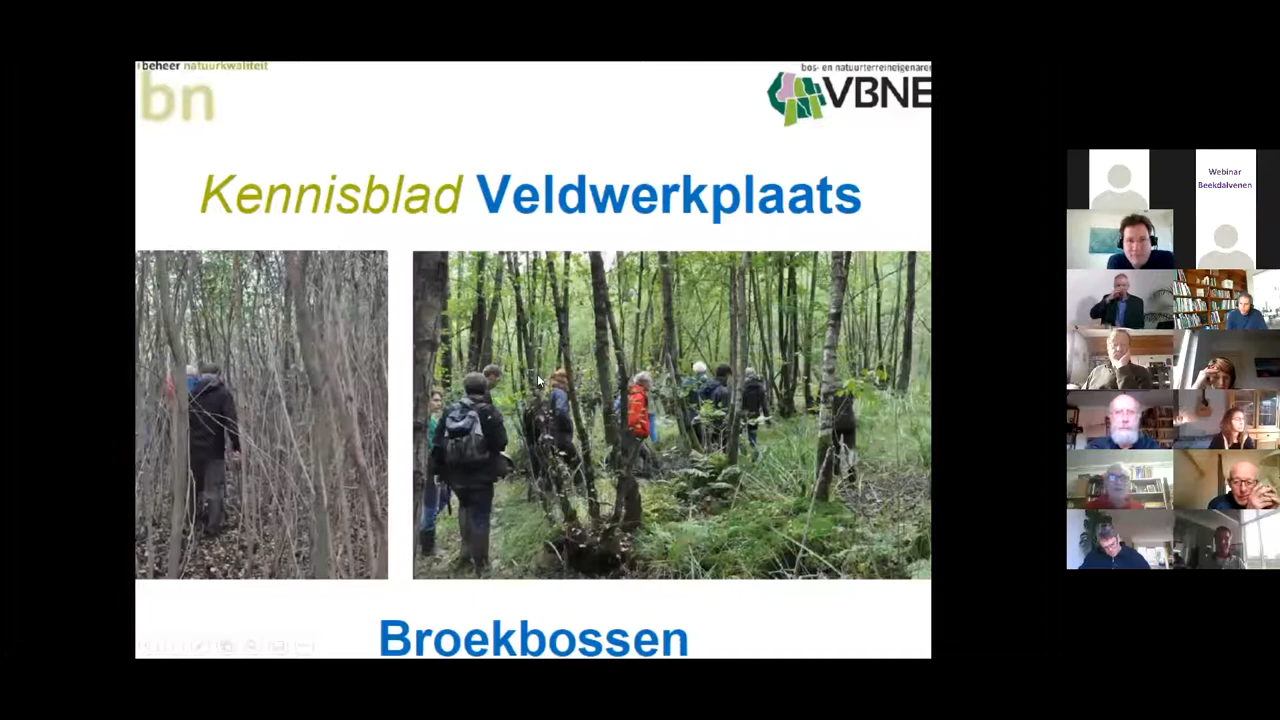 beheer natuurkwaliteit
bn
bos- en natuurterreineigenaren
VBNE
Kennisblad Veldwerkplaats
Broekbossen
Webinar
Beekdalvenen